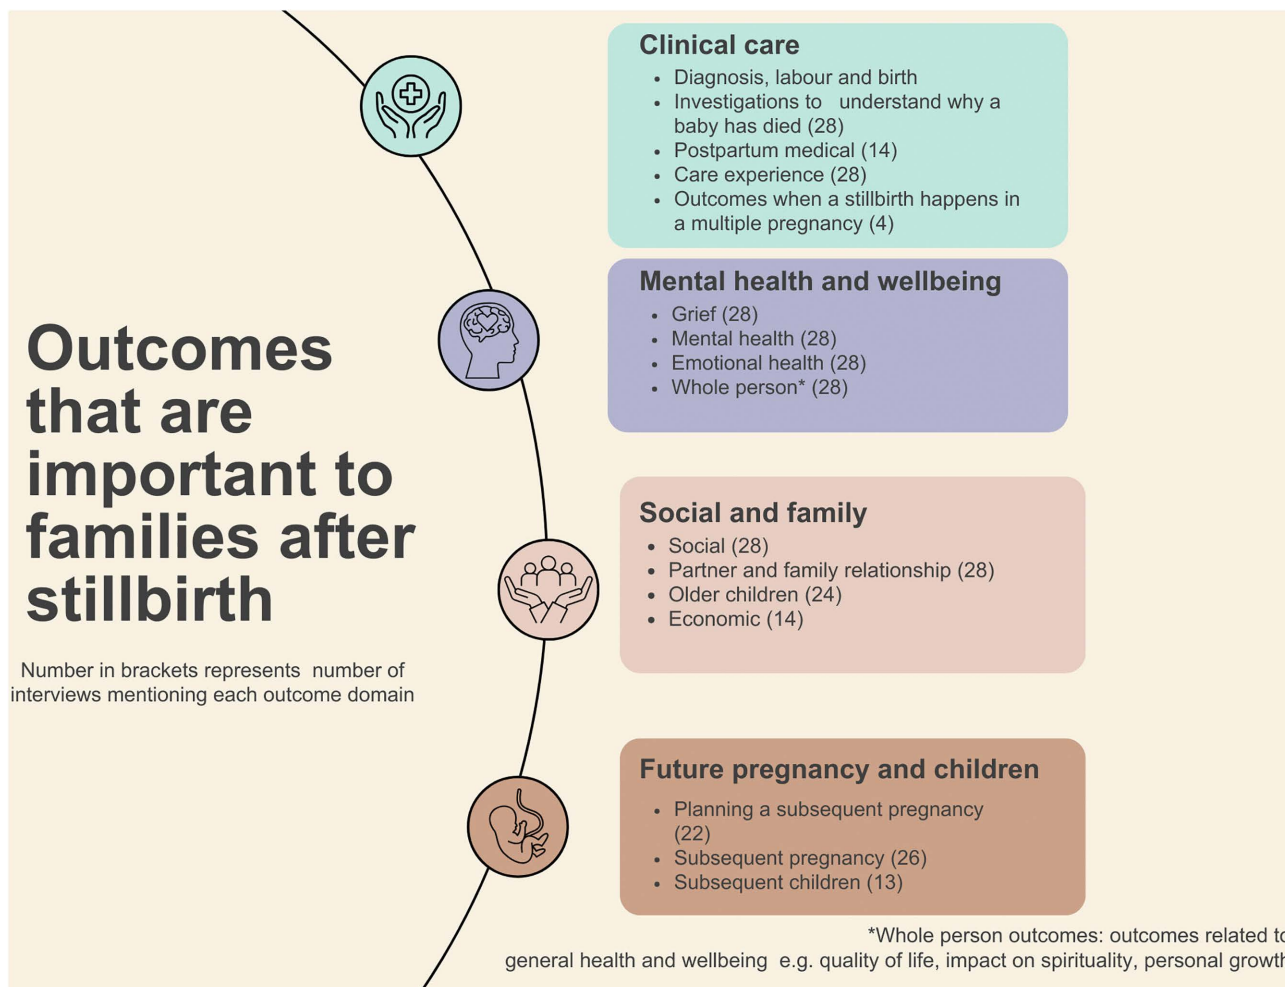 Outcomes
that are
important to
families after
stillbirth
Number in brackets represents number of
interviews mentioning each outcome domain
Clinical care
• Diagnosis, labour and birth
• Investigations to understand why a
baby has died (28)
• Postpartum medical (14)
• Care experience (28)
• Outcomes when a stillbirth happens in
a multiple pregnancy (4)
Mental health and wellbeing
• Grief (28)
• Mental health (28)
• Emotional health (28)
• Whole person* (28)
Social and family
• Social (28)
• Partner and family relationship (28)
• Older children (24)
• Economic (14)
Future pregnancy and children
• Planning a subsequent pregnancy
(22)
• Subsequent pregnancy (26)
• Subsequent children (13)
*Whole person outcomes: outcomes related to
general health and wellbeing e.g. quality of life, impact on spirituality, personal growth